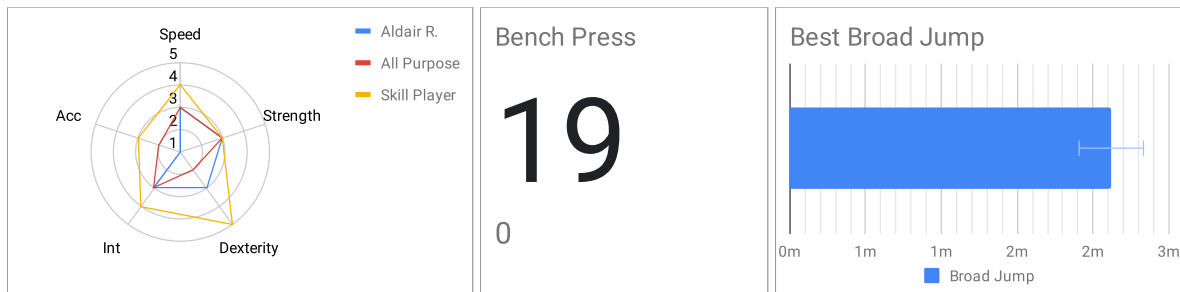 Speed
5
4
3
2
1
Acc
Strength
Int
Dexterity
Aldair R.
All Purpose
Skill Player
Bench Press
19
0
Best Broad Jump
0m 1m 1m 2m 2m 3m
Broad Jump